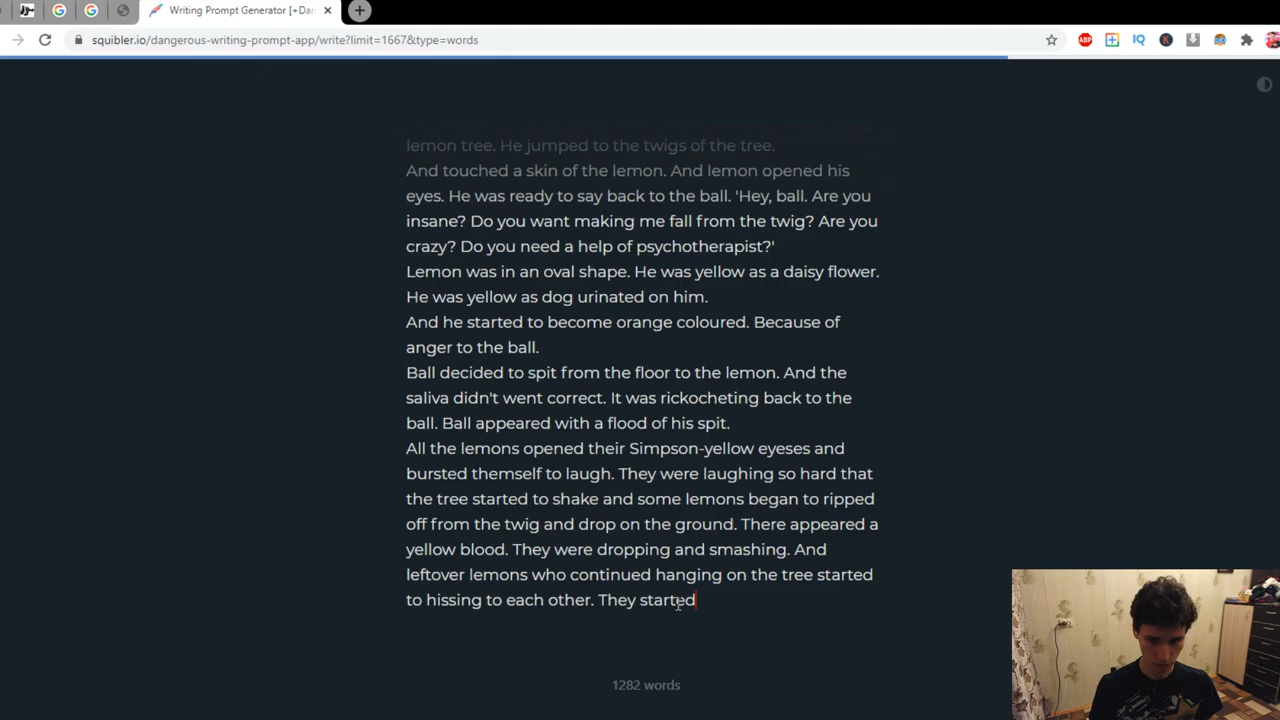 Writing Prompt Generator [+Dan
squibler.io/dangerous-writing-prompt-app/write?limit=1667&type=words
ABP
IQ
K
lemon tree. He jumped to the twigs of the tree.
And touched a skin of the lemon. And lemon opened his
eyes. He was ready to say back to the ball. 'Hey, ball. Are you
insane? Do you want making me fall from the twig? Are you
crazy? Do you need a help of psychotherapist?'
Lemon was in an oval shape. He was yellow as a daisy flower.
He was yellow as dog urinated on him.
And he started to become orange coloured. Because of
anger to the ball.
Ball decided to spit from the floor to the lemon. And the
saliva didn't went correct. It was rickocheting back to the
ball. Ball appeared with a flood of his spit.
All the lemons opened their Simpson-yellow eyeses and
bursted themself to laugh. They were laughing so hard that
the tree started to shake and some lemons began to ripped
off from the twig and drop on the ground. There appeared a
yellow blood. They were dropping and smashing. And
leftover lemons who continued hanging on the tree started
to hissing to each other. They started
1282 words